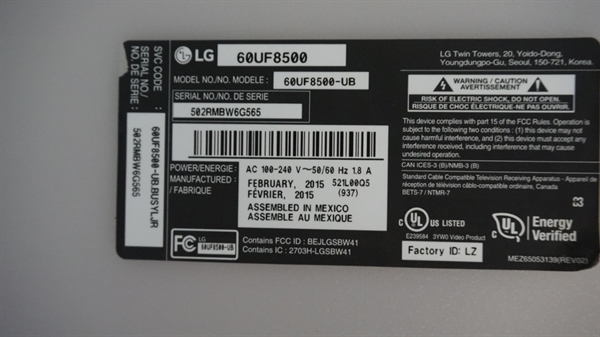 LG 60UF8500
MODEL NO./NO. MODELE : 60UF8500-UB
SERIAL NO./NO. DE SERIE :
502RMBW6G565
POWER/ENERGIE : AC 100-240 V~50/60 Hz 1.8 A
MANUFACTURED / FEBRUARY, 2015 521L00Q5
FABRIQUÉ : FÉVRIER, 2015 (937)
ASSEMBLED IN MEXICO
ASSEMBLE AU MEXIQUE
FC LG
60UF8500-UB
Contains FCC ID : BEJLGSBW41
Contains IC : 2703H-LGSBW41
SVC CODE : 60UF8500-UB.BUSYLJR
SERIAL NO./
NO. DE SERIE : 502RMBW6G565
LG Twin Towers, 20, Yoido-Dong,
Youngdungpo-Gu, Seoul, 150-721, Korea.
WARNING / CAUTION
AVERTISSEMENT
RISK OF ELECTRIC SHOCK, DO NOT OPEN.
RISQUE DE CHOC ÉLECTRIQUE-NE PAS OUVRIR.
This device complies with part 15 of the FCC Rules. Operation is
subject to the following two conditions: (1) this device may not
cause harmful interference, and (2) this device must accept any
interference received, including interference that may cause
undesired operation.
CAN ICES-3 (B)/NMB-3 (B)
Standard Cable Compatible Television Receiving Apparatus - Appareil de
réception de télévision câble-compatible ordinaire, Canada
BETS-7 / NTMR-7
C UL US LISTED
E239584 3YW0 Video Product
UL Energy
Verified
Factory ID: LZ
MEZ65053139(REV02)